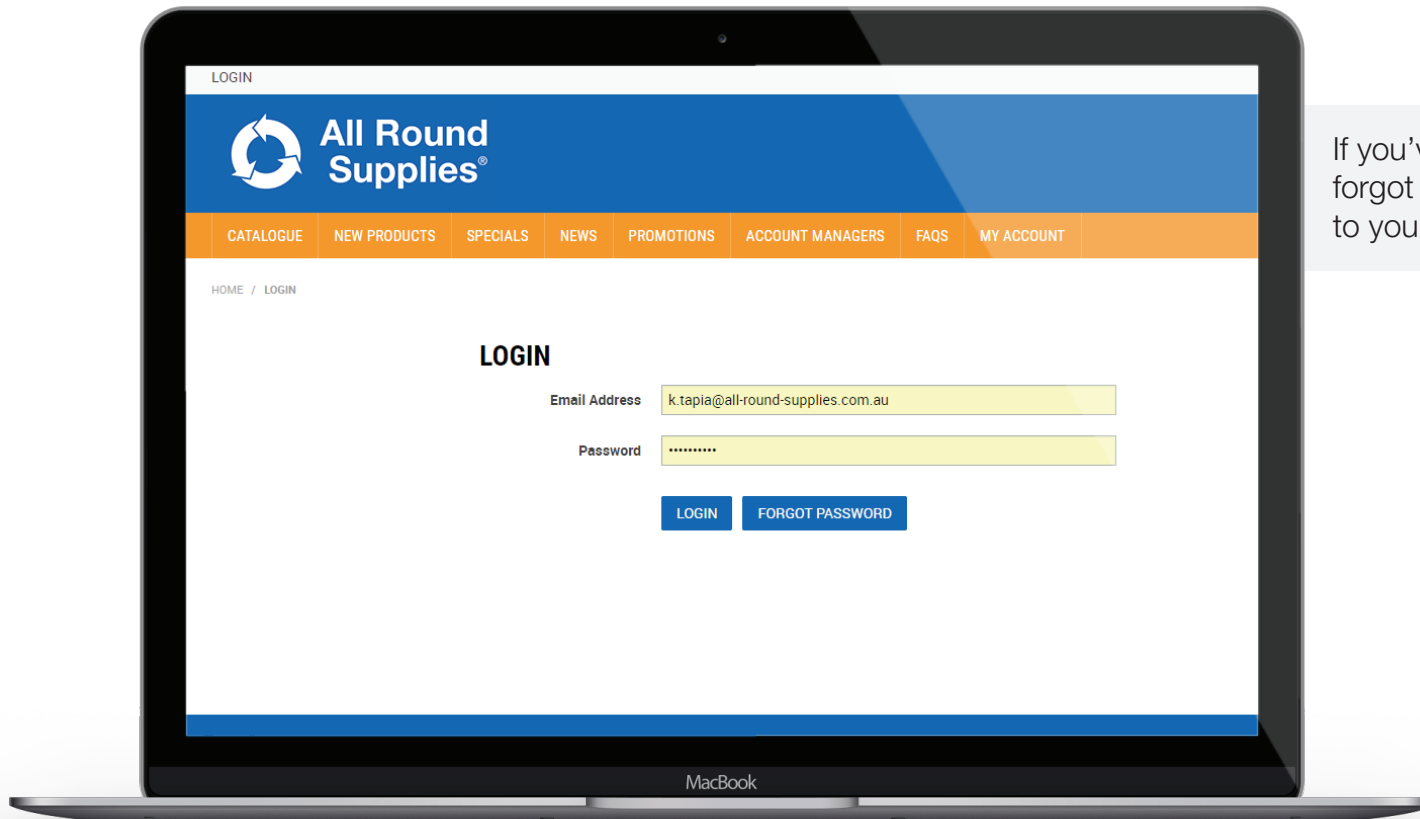 LOGIN
All Round
Supplies®
CATALOGUE NEW PRODUCTS SPECIALS NEWS PROMOTIONS ACCOUNT MANAGERS FAQS MY ACCOUNT
HOME / LOGIN
LOGIN
Email Address k.tapia@all-round-supplies.com.au
Password ••••••••••
LOGIN FORGOT PASSWORD
MacBook
If you'
forgot
to you